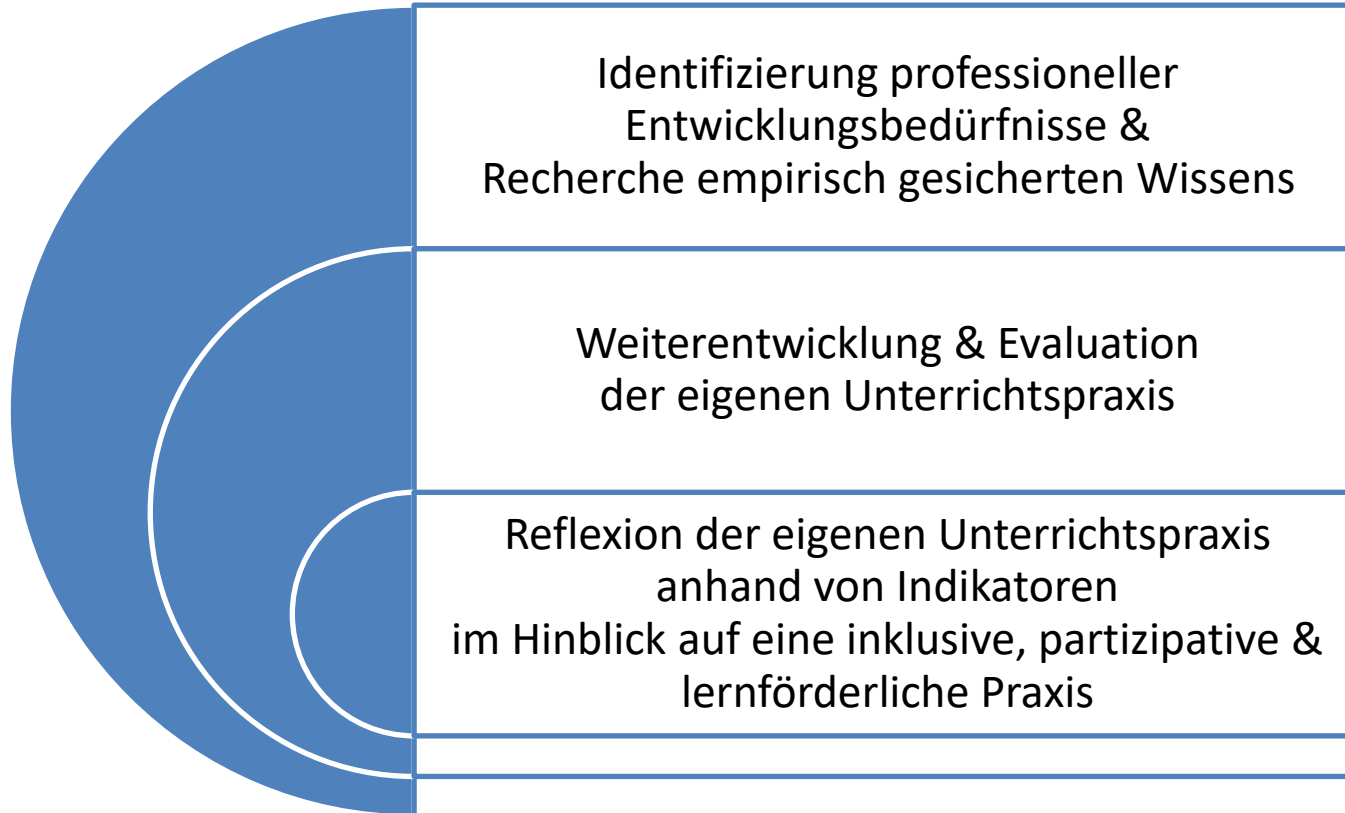 Identifizierung professioneller
Entwicklungsbedürfnisse &
Recherche empirisch gesicherten Wissens
Weiterentwicklung & Evaluation
der eigenen Unterrichtspraxis
Reflexion der eigenen Unterrichtspraxis
anhand von Indikatoren
im Hinblick auf eine inklusive, partizipative &
lernförderliche Praxis